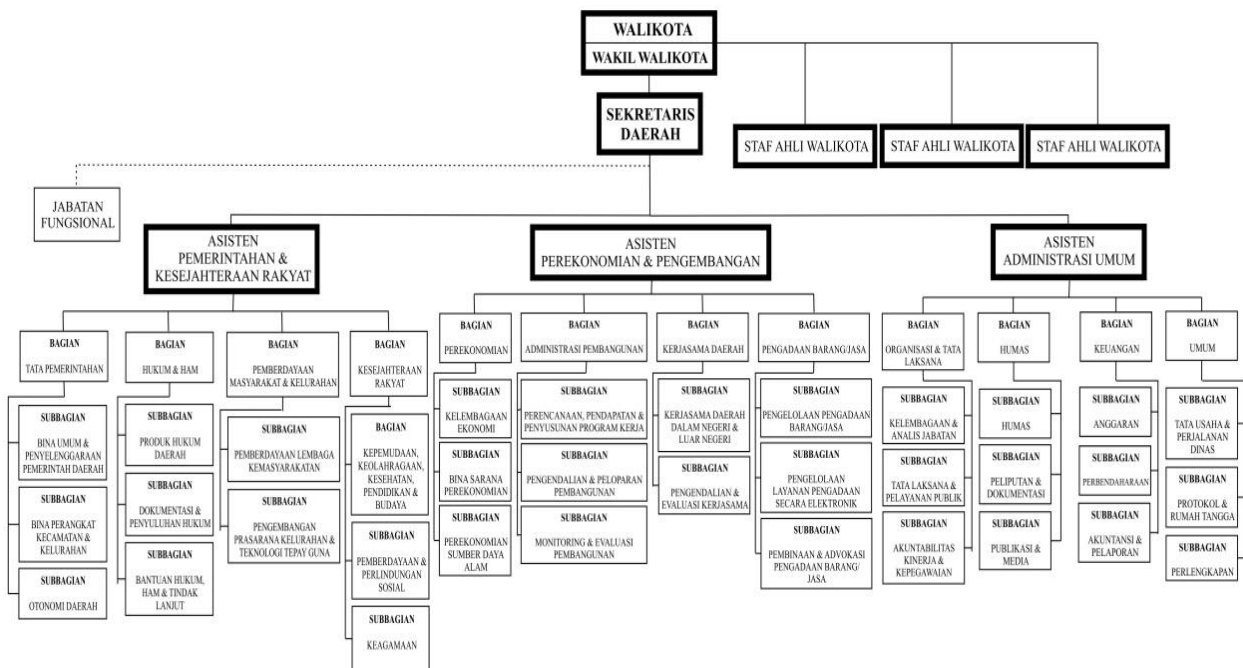 WALIKOTA
WAKIL WALIKOTA
SEKRETARIS
DAERAH
STAF AHLI WALIKOTA
STAF AHLI WALIKOTA
STAF AHLI WALIKOTA
JABATAN
FUNGSIONAL
ASISTEN
PEMERINTAHAN &
KESEJAHTERAAN RAKYAT
ASISTEN
PEREKONOMIAN & PENGEMBANGAN
ASISTEN
ADMINISTRASI UMUM
BAGIAN
TATA PEMERINTAHAN
BAGIAN
HUKUM & HAM
BAGIAN
PEMBERDAYAAN
MASYARAKAT & KELURAHAN
BAGIAN
KESEJAHTERAAN
RAKYAT
BAGIAN
PEREKONOMIAN
BAGIAN
ADMINISTRASI PEMBANGUNAN
BAGIAN
KERJASAMA DAERAH
BAGIAN
PENGADAAN BARANG/JASA
BAGIAN
ORGANISASI & TATA
LAKSANA
BAGIAN
HUMAS
BAGIAN
KEUANGAN
BAGIAN
UMUM
SUBBAGIAN
BINA UMUM &
PENYELENGGARAAN
PEMERINTAH DAERAH
SUBBAGIAN
BINA PERANGKAT
KECAMATAN &
KELURAHAN
SUBBAGIAN
OTONOMI DAERAH
SUBBAGIAN
PRODUK HUKUM
DAERAH
SUBBAGIAN
DOKUMENTASI &
PENYULUHAN HUKUM
SUBBAGIAN
BANTUAN HUKUM,
HAM & TINDAK
LANJUT
SUBBAGIAN
PEMBERDAYAAN LEMBAGA
KEMASYARAKATAN
SUBBAGIAN
PENGEMBANGAN
PRASARANA KELURAHAN &
TEKNOLOGI TEPAY GUNA
BAGIAN
KEPEMUDAAN,
KEOLAHRAGAAN,
KESEHATAN,
PENDIDIKAN &
BUDAYA
SUBBAGIAN
PEMBERDAYAAN &
PERLINDUNGAN
SOSIAL
SUBBAGIAN
KEAGAMAAN
SUBBAGIAN
KELEMBAGAAN
EKONOMI
SUBBAGIAN
BINA SARANA
PEREKONOMIAN
SUBBAGIAN
PEREKONOMIAN
SUMBER DAYA
ALAM
SUBBAGIAN
PERENCANAAN, PENDAPATAN &
PENYUSUNAN PROGRAM KERJA
SUBBAGIAN
PENGENDALIAN & PELOPARAN
PEMBANGUNAN
SUBBAGIAN
MONITORING & EVALUASI
PEMBANGUNAN
SUBBAGIAN
KERJASAMA DAERAH
DALAM NEGERI &
LUAR NEGERI
SUBBAGIAN
PENGENDALIAN
& EVALUASI KERJASAMA
SUBBAGIAN
PENGELOLAAN PENGADAAN
BARANG/JASA
SUBBAGIAN
PENGELOLAAN
LAYANAN PENGADAAN
SECARA ELEKTRONIK
SUBBAGIAN
PEMBINAAN & ADVOKASI
PENGADAAN BARANG/
JASA
SUBBAGIAN
KELEMBAGAAN &
ANALIS JABATAN
SUBBAGIAN
TATA LAKSANA &
PELAYANAN PUBLIK
SUBBAGIAN
AKUNTABILITAS
KINERJA &
KEPEGAWAIAN
SUBBAGIAN
HUMAS
SUBBAGIAN
PELIPUTAN &
DOKUMENTASI
SUBBAGIAN
PUBLIKASI &
MEDIA
SUBBAGIAN
ANGGARAN
SUBBAGIAN
PERBENDAHARAAN
SUBBAGIAN
AKUNTANSI &
PELAPORAN
SUBBAGIAN
TATA USAHA &
PERJALANAN
DINAS
SUBBAGIAN
PROTOKOL &
RUMAH TANGGA
SUBBAGIAN
PERLENGKAPAN